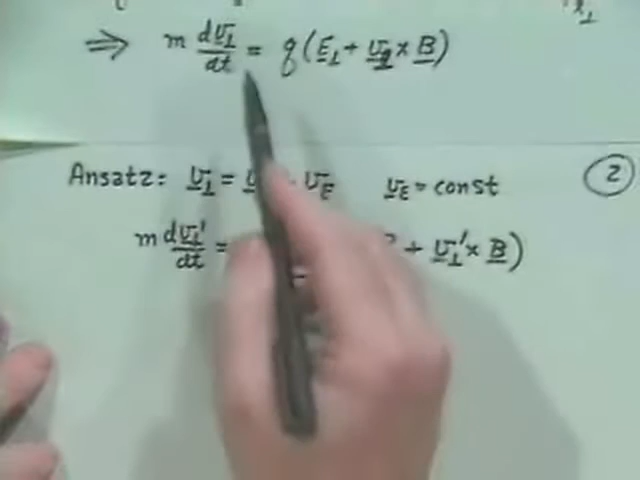 ⇒ m d𝑣⊥/dt = q(E⊥ + 𝑣⊥ × B)
Ansatz: 𝑣⊥ = 𝑣E 𝑣E = const
2
m d𝑣⊥'/dt = + 𝑣⊥' × B)